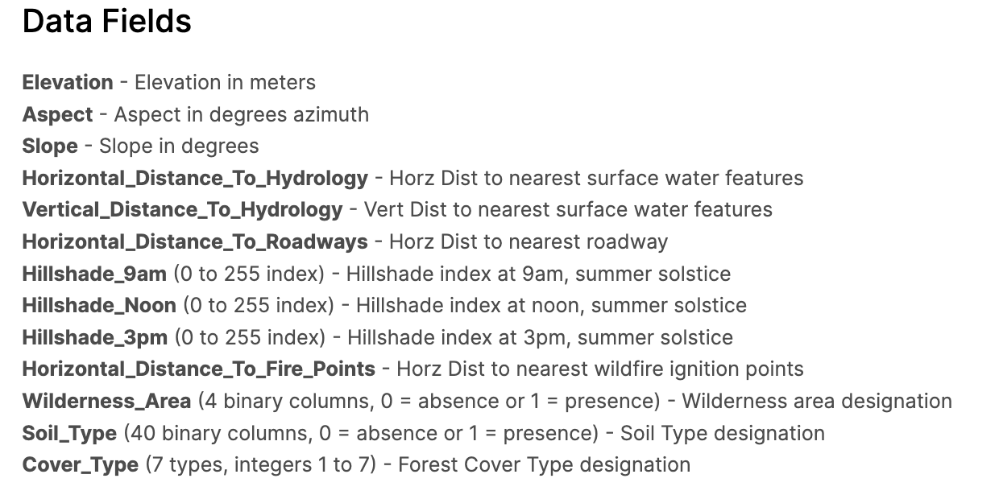 Data Fields
Elevation - Elevation in meters
Aspect - Aspect in degrees azimuth
Slope - Slope in degrees
Horizontal_Distance_To_Hydrology - Horz Dist to nearest surface water features
Vertical_Distance_To_Hydrology - Vert Dist to nearest surface water features
Horizontal_Distance_To_Roadways - Horz Dist to nearest roadway
Hillshade_9am (0 to 255 index) - Hillshade index at 9am, summer solstice
Hillshade_Noon (0 to 255 index) - Hillshade index at noon, summer solstice
Hillshade_3pm (0 to 255 index) - Hillshade index at 3pm, summer solstice
Horizontal_Distance_To_Fire_Points - Horz Dist to nearest wildfire ignition points
Wilderness_Area (4 binary columns, 0 = absence or 1 = presence) - Wilderness area designation
Soil_Type (40 binary columns, 0 = absence or 1 = presence) - Soil Type designation
Cover_Type (7 types, integers 1 to 7) - Forest Cover Type designation